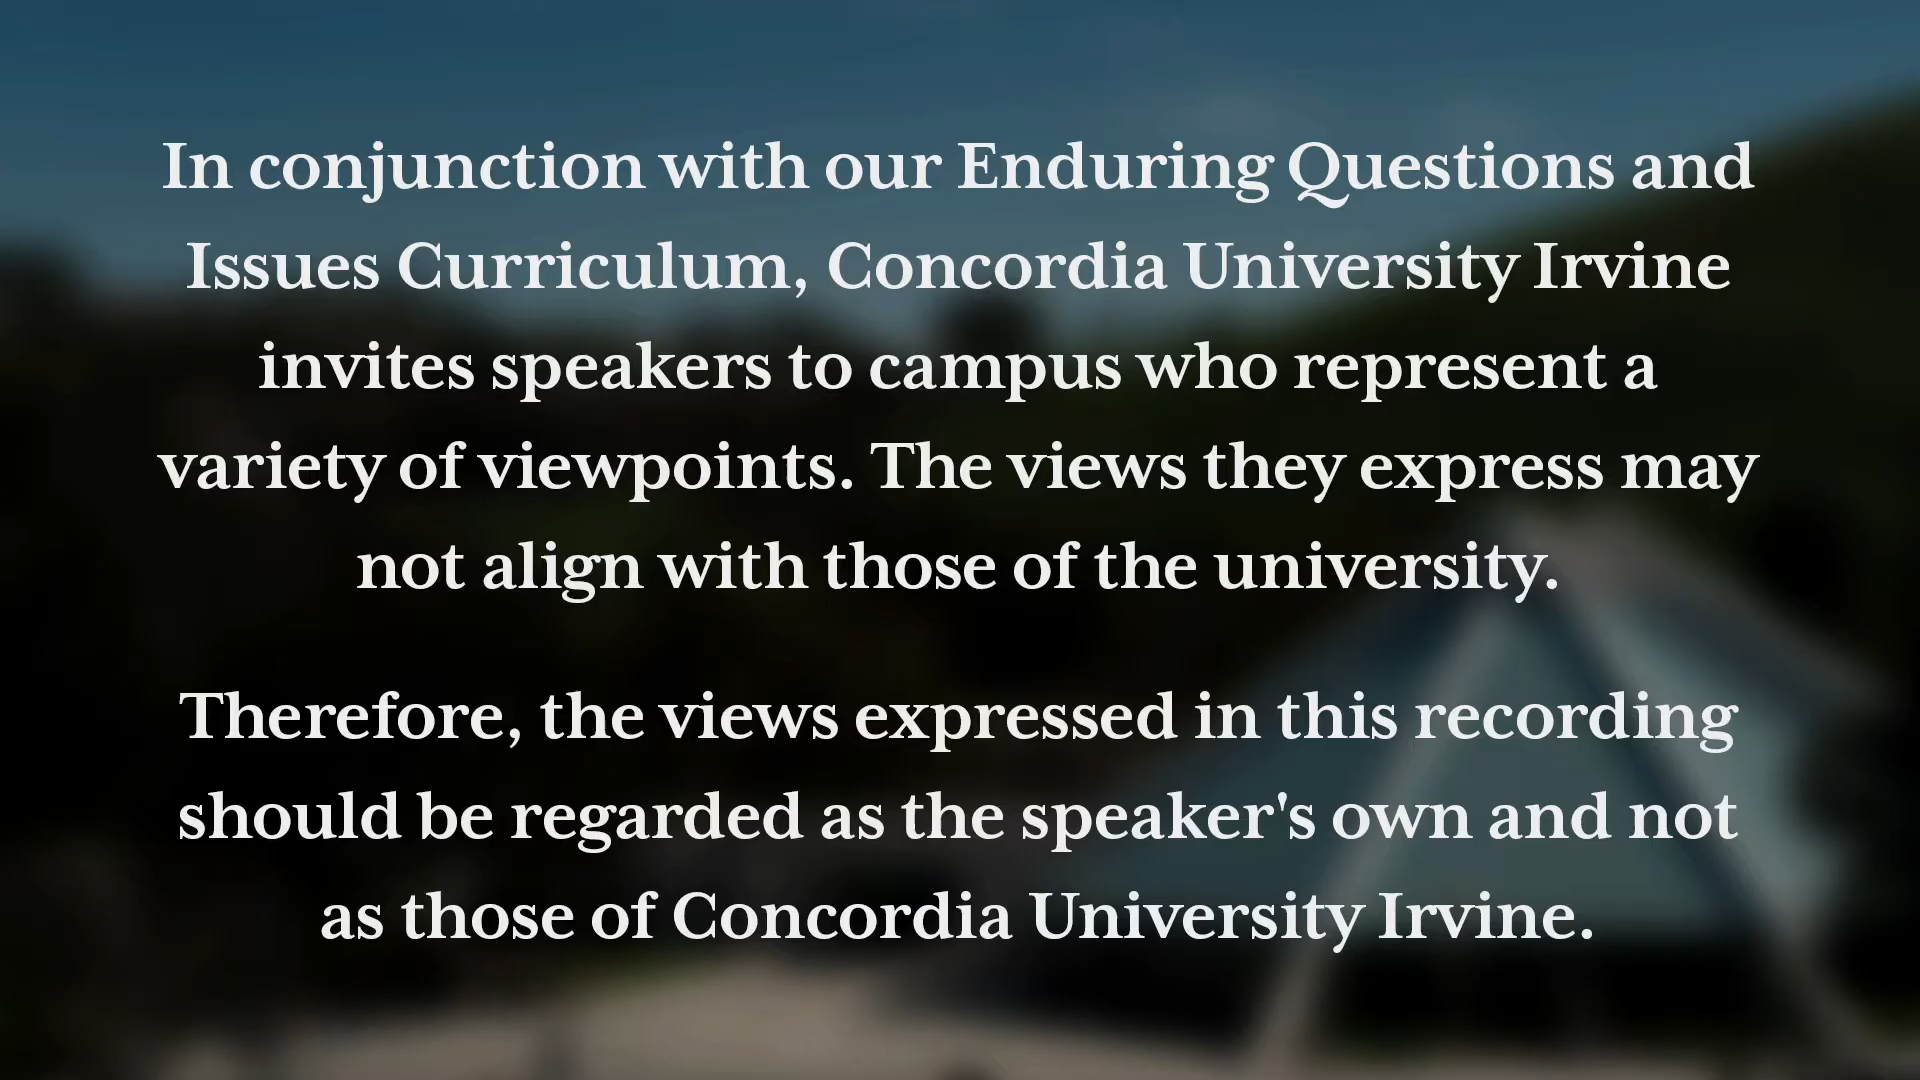 In conjunction with our Enduring Questions and
Issues Curriculum, Concordia University Irvine
invites speakers to campus who represent a
variety of viewpoints. The views they express may
not align with those of the university.
Therefore, the views expressed in this recording
should be regarded as the speaker's own and not
as those of Concordia University Irvine.